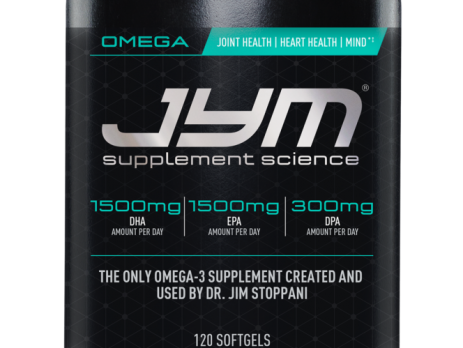 OMEGA JOINT HEALTH | HEART HEALTH | MIND*‡
JYM®
supplement science
1500mg 1500mg 300mg
DHA EPA DPA
AMOUNT PER DAY AMOUNT PER DAY AMOUNT PER DAY
THE ONLY OMEGA-3 SUPPLEMENT CREATED AND
USED BY DR. JIM STOPPANI
120 SOFTGELS